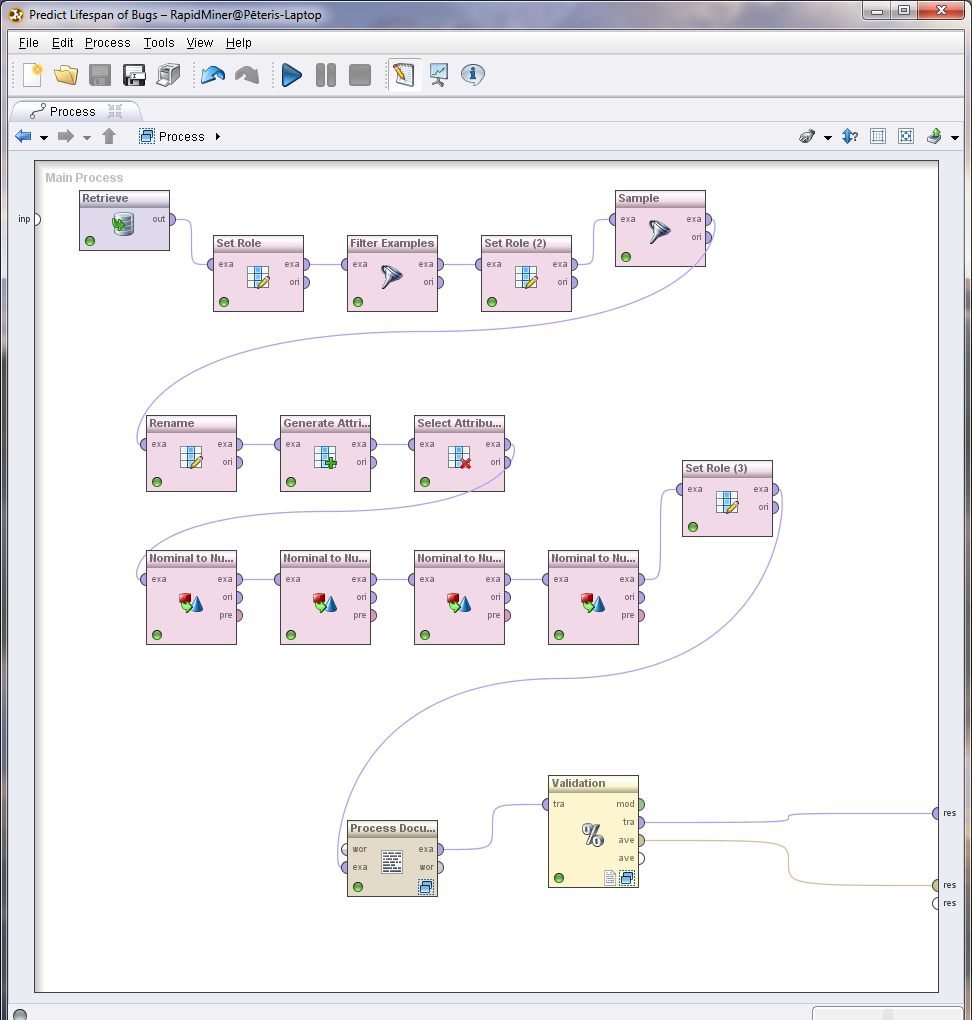 Predict Lifespan of Bugs – RapidMiner@Pēteris-Laptop
File Edit Process Tools View Help
Process
Process
Main Process
inp
Retrieve
out
Set Role
exa exa
ori
Filter Examples
exa exa
ori
Set Role (2)
exa exa
ori
Sample
exa exa
ori
Rename
exa exa
ori
Generate Attri...
exa exa
ori
Select Attribu...
exa exa
ori
Set Role (3)
exa exa
ori
Nominal to Nu...
exa exa
ori
pre
Nominal to Nu...
exa exa
ori
pre
Nominal to Nu...
exa exa
ori
pre
Nominal to Nu...
exa exa
ori
pre
Process Docu...
wor exa
exa wor
Validation
tra mod
tra
ave
ave
%
res
res
res